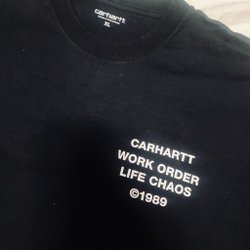 carhartt
XL
CARHARTT
WORK ORDER
LIFE CHAOS
©1989